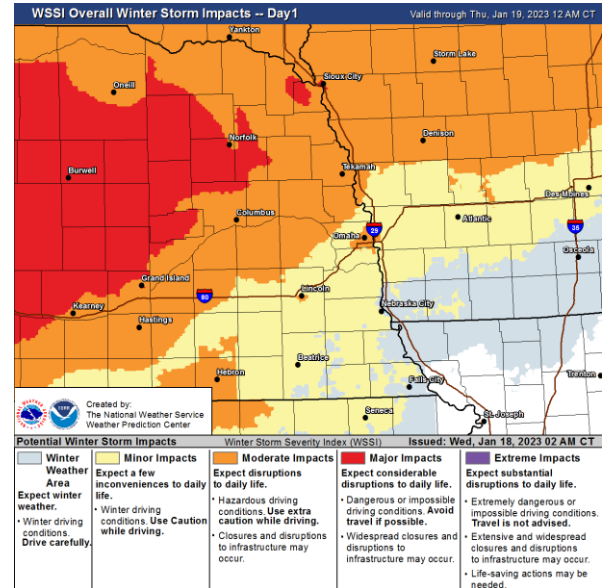 WSSI Overall Winter Storm Impacts -- Day1
Valid through Thu, Jan 19, 2023 12 AM CT
Yankton
Storm Lake
Oneill
Sioux City
Norfolk
Denison
Burwell
Tekamah
Des Moines
Columbus
Atlantic
29
35
Omaha
Osceola
Grand Island
80
Lincoln
Kearney
Nebraska City
Hastings
Beatrice
Hebron
Falls City
Trenton
Seneca
St. Joseph
Created by:
The National Weather Service
Weather Prediction Center
Potential Winter Storm Impacts
Winter Storm Severity Index (WSSI)
Issued: Wed, Jan 18, 2023 02 AM CT
Winter
Weather
Area
Expect winter
weather.
• Winter driving
conditions.
Drive carefully.
Minor Impacts
Expect a few
inconveniences to daily
life.
• Winter driving
conditions. Use Caution
while driving.
Moderate Impacts
Expect disruptions
to daily life.
• Hazardous driving
conditions. Use extra
caution while driving.
• Closures and disruptions
to infrastructure may
occur.
Major Impacts
Expect considerable
disruptions to daily life.
• Dangerous or impossible
driving conditions. Avoid
travel if possible.
• Widespread closures and
disruptions to
infrastructure may occur.
Extreme Impacts
Expect substantial
disruptions to daily life.
• Extremely dangerous or
impossible driving conditions.
Travel is not advised.
• Extensive and widespread
closures and disruptions
to infrastructure may occur.
• Life-saving actions may be
needed.